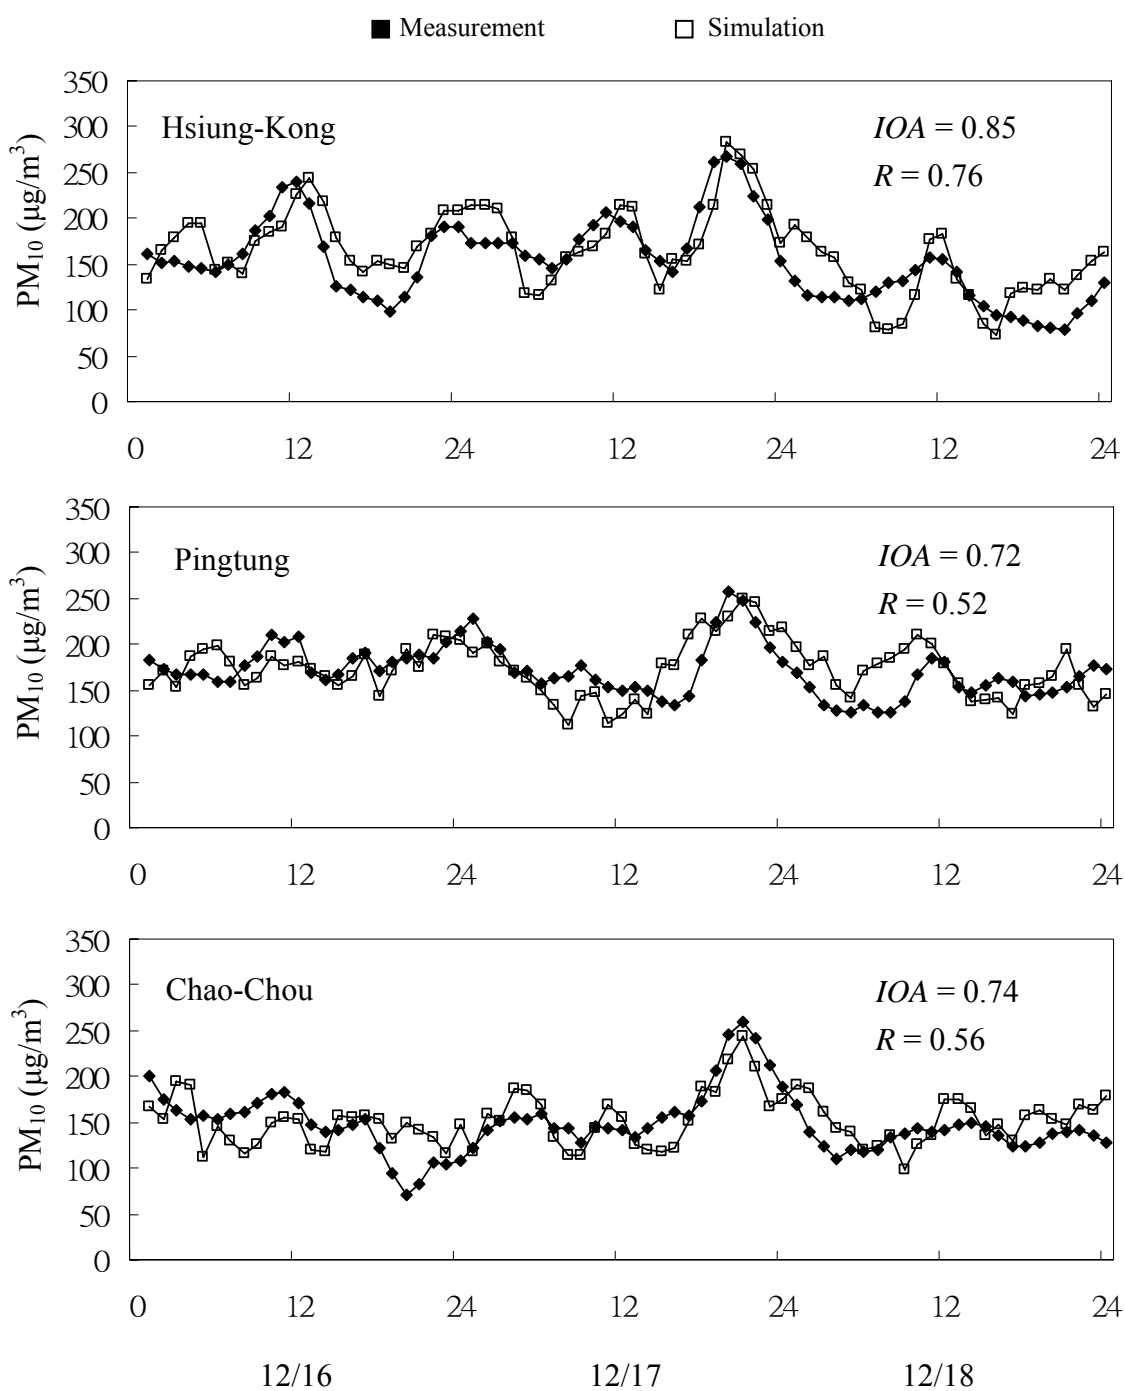 Measurement Simulation
350
300
250
200
150
100
50
0
PM10 (μg/m3)
Hsiung-Kong
IOA = 0.85
R = 0.76
0 12 24 12 24 12 24
350
300
250
200
150
100
50
0
PM10 (μg/m3)
Pingtung
IOA = 0.72
R = 0.52
0 12 24 12 24 12 24
350
300
250
200
150
100
50
0
PM10 (μg/m3)
Chao-Chou
IOA = 0.74
R = 0.56
0 12 24 12 24 12 24
12/16 12/17 12/18